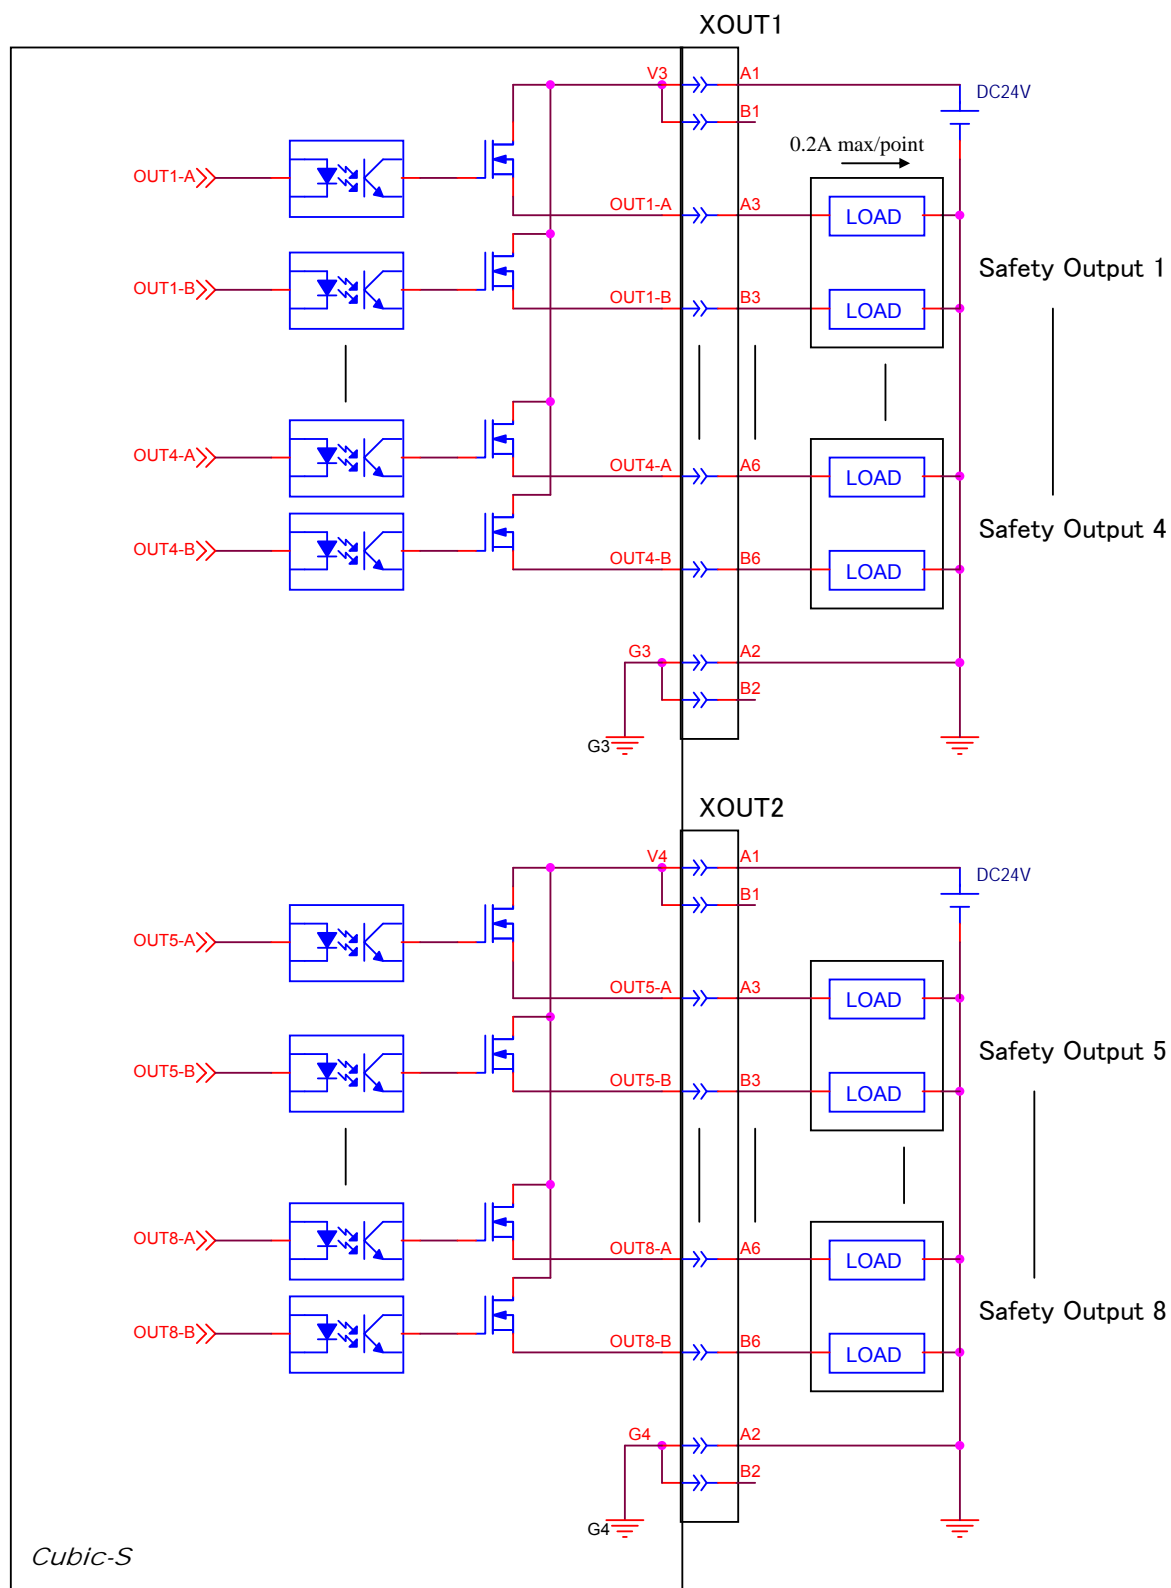 XOUT1
V3
A1
DC24V
B1
0.2A max/point
OUT1-A
OUT1-A
A3
LOAD
Safety Output 1
OUT1-B
OUT1-B
B3
LOAD
OUT4-A
OUT4-A
A6
LOAD
Safety Output 4
OUT4-B
OUT4-B
B6
LOAD
G3
A2
B2
G3
XOUT2
V4
A1
DC24V
B1
OUT5-A
OUT5-A
A3
LOAD
Safety Output 5
OUT5-B
OUT5-B
B3
LOAD
OUT8-A
OUT8-A
A6
LOAD
Safety Output 8
OUT8-B
OUT8-B
B6
LOAD
G4
A2
B2
G4
Cubic-S